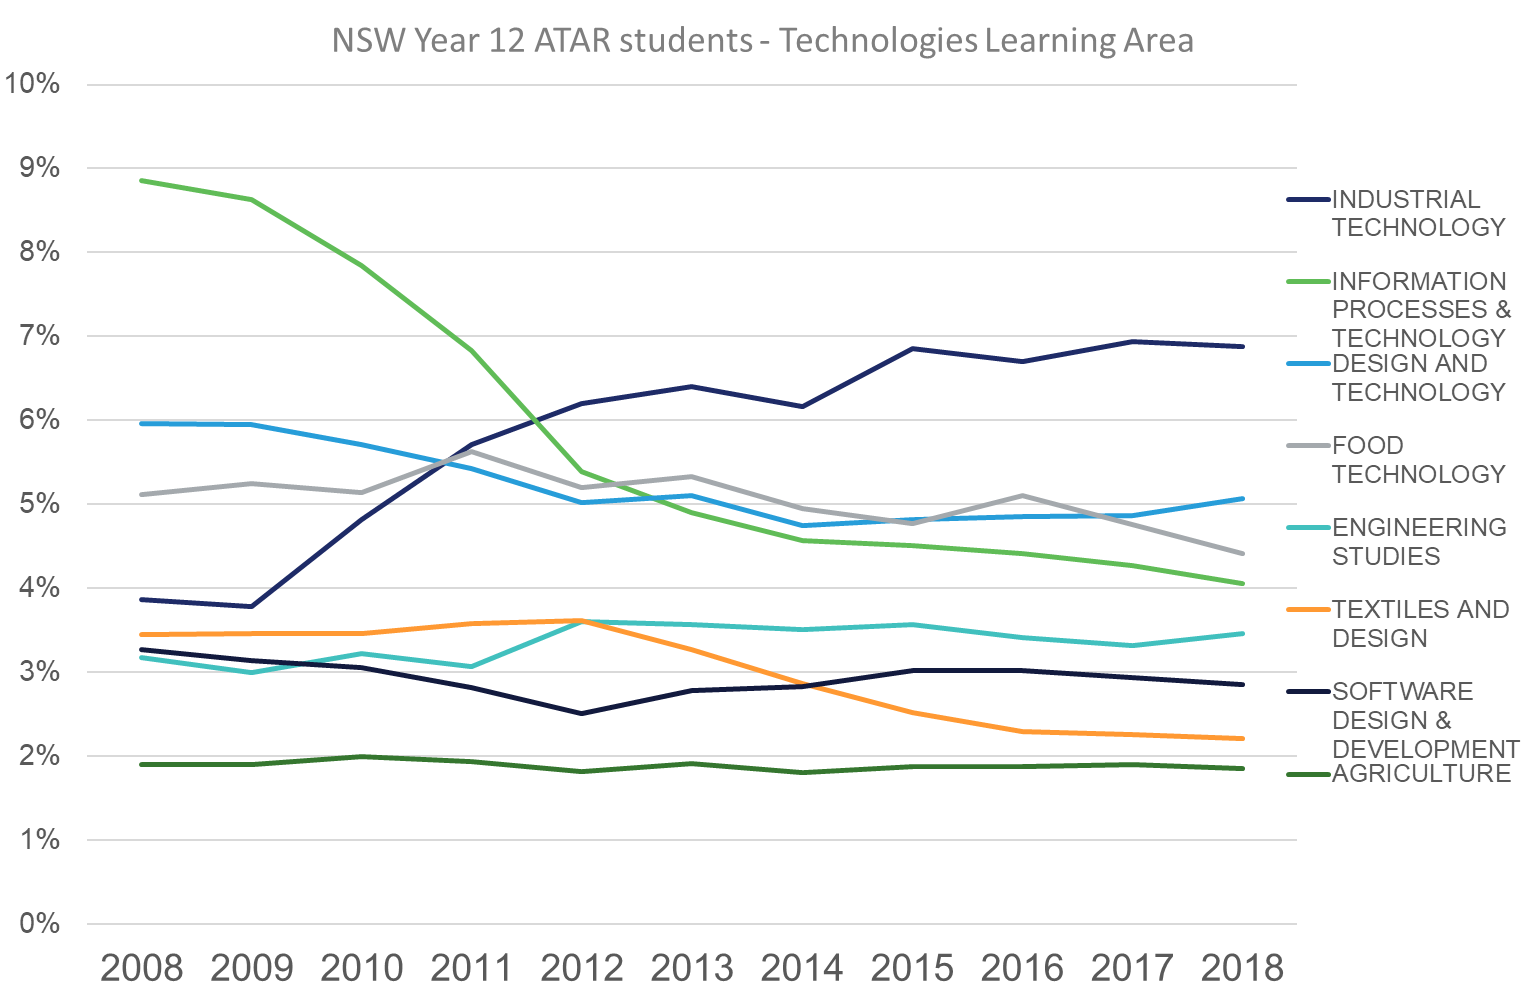 NSW Year 12 ATAR students - Technologies Learning Area
10%
9%
8%
7%
6%
5%
4%
3%
2%
1%
0%
2008 2009 2010 2011 2012 2013 2014 2015 2016 2017 2018
INDUSTRIAL
TECHNOLOGY
INFORMATION
PROCESSES &
TECHNOLOGY
DESIGN AND
TECHNOLOGY
FOOD
TECHNOLOGY
ENGINEERING
STUDIES
TEXTILES AND
DESIGN
SOFTWARE
DESIGN &
DEVELOPMENT
AGRICULTURE